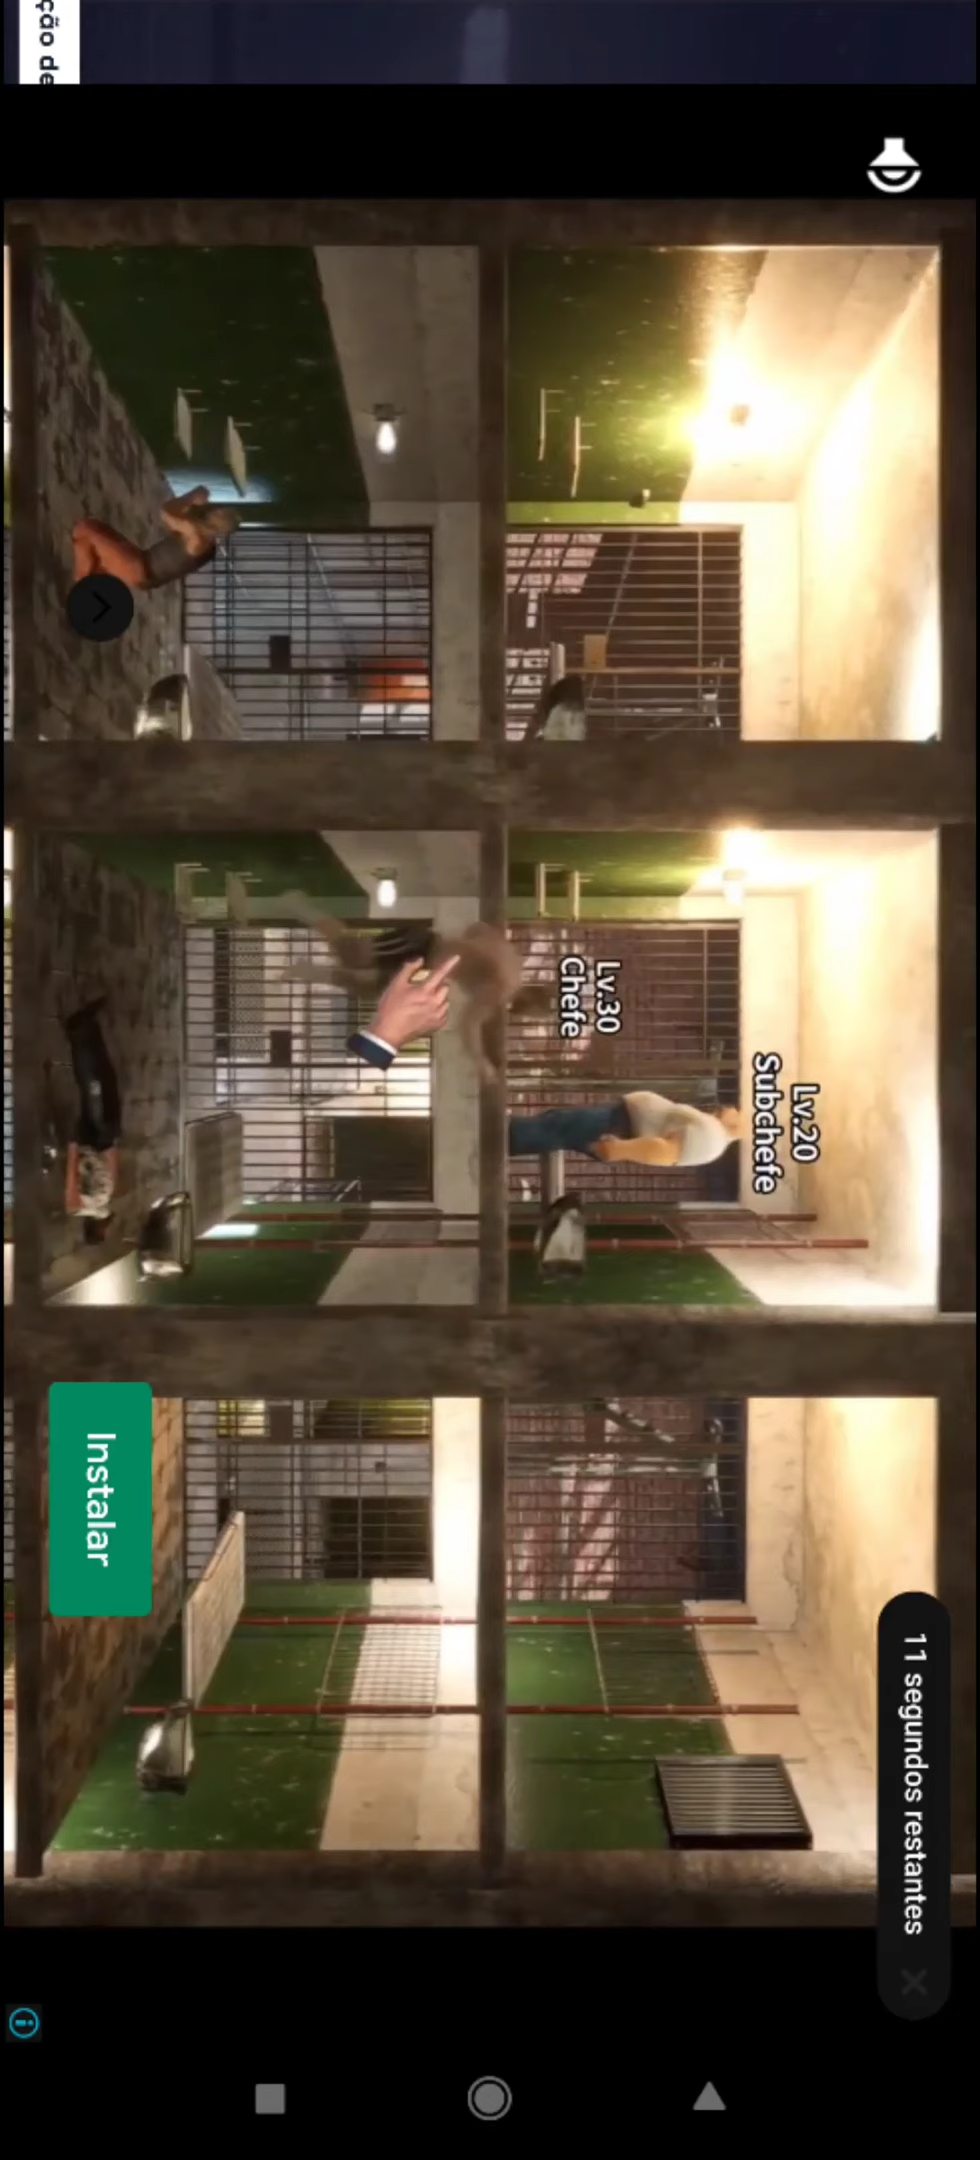 ção de
11 segundos restantes
Lv.20
Subchefe
Lv.30
Chefe
Instalar